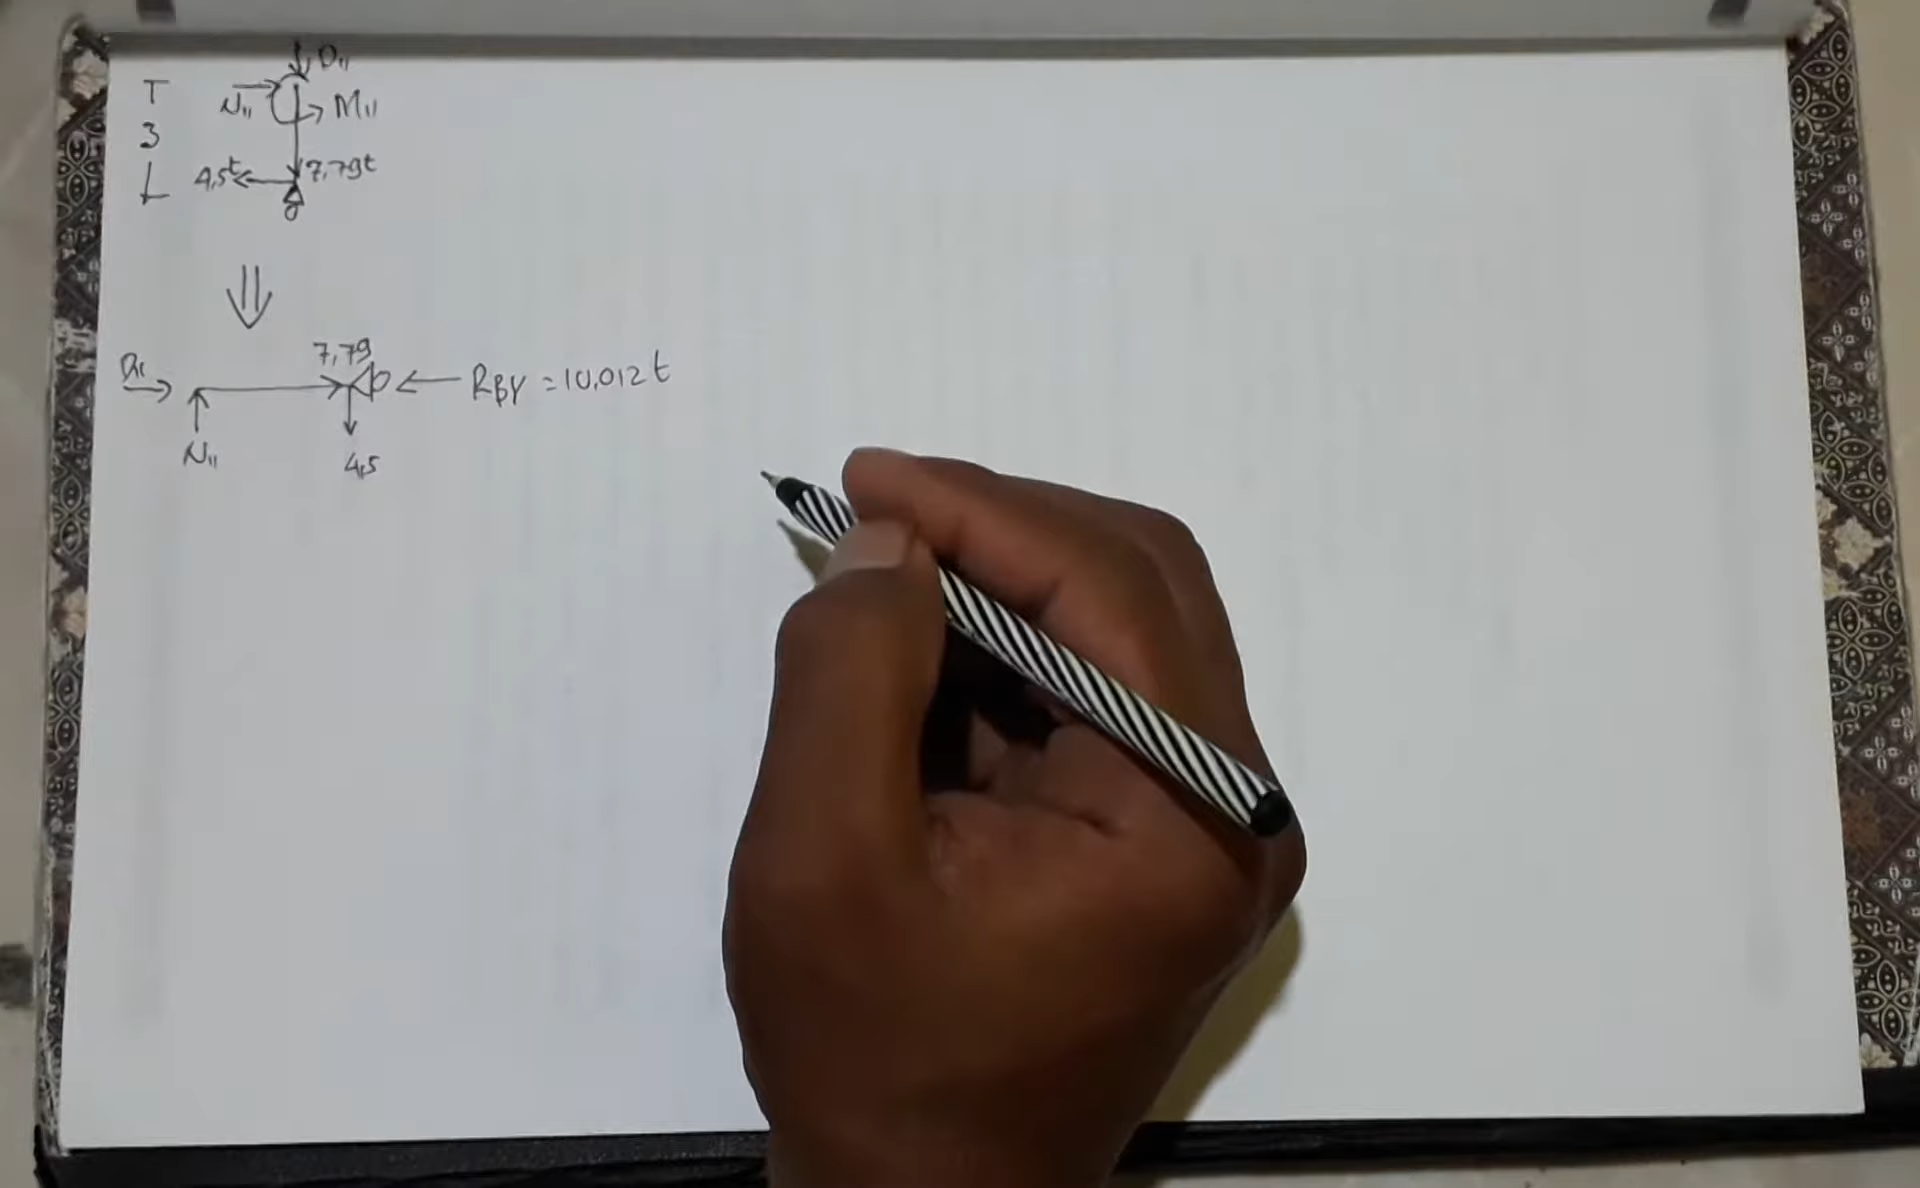 D11
T
N11 M11
3
4,5t 7,79t
L
7,79
D11
RBY = 10,012 t
N11
4,5